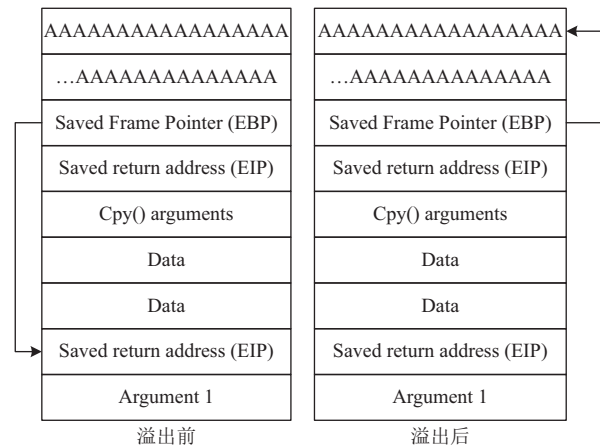 AAAAAAAAAAAAAAAAA
…AAAAAAAAAAAAAA
Saved Frame Pointer (EBP)
Saved return address (EIP)
Cpy() arguments
Data
Data
Saved return address (EIP)
Argument 1
溢出前
AAAAAAAAAAAAAAAAA
…AAAAAAAAAAAAAA
Saved Frame Pointer (EBP)
Saved return address (EIP)
Cpy() arguments
Data
Data
Saved return address (EIP)
Argument 1
溢出后